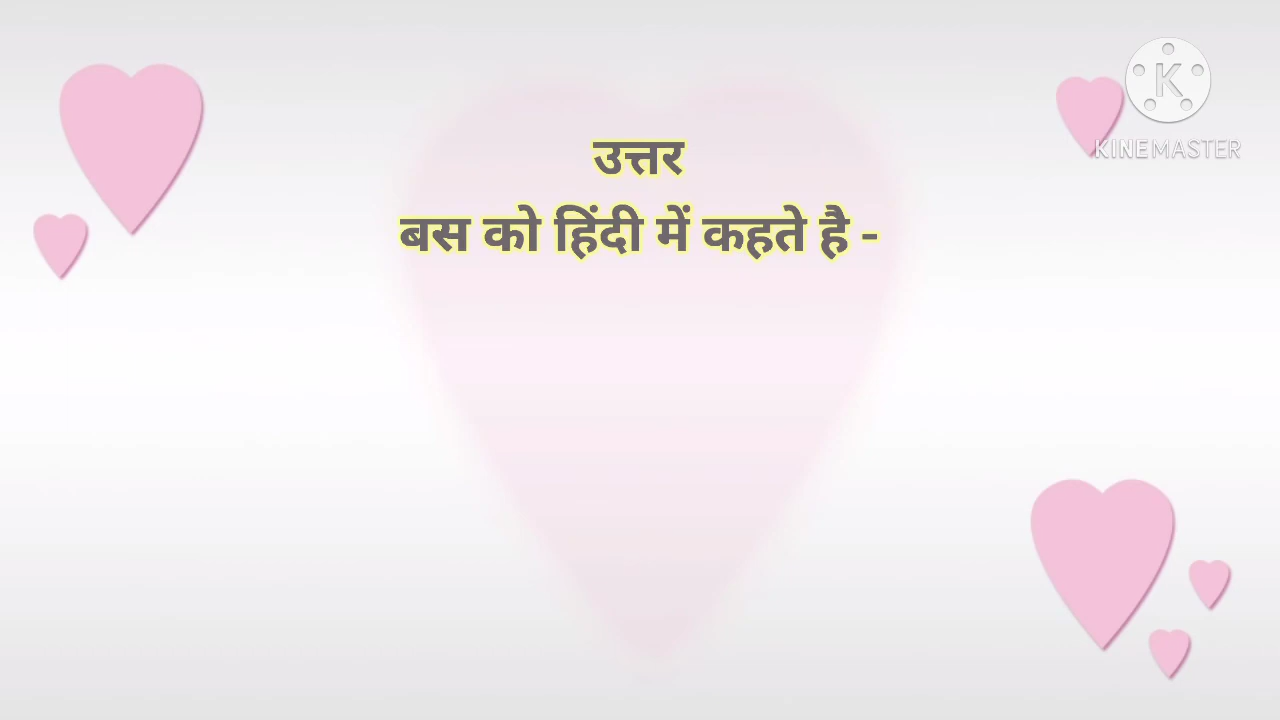 उत्तर
बस को हिंदी में कहते है -
K
KINEMASTER